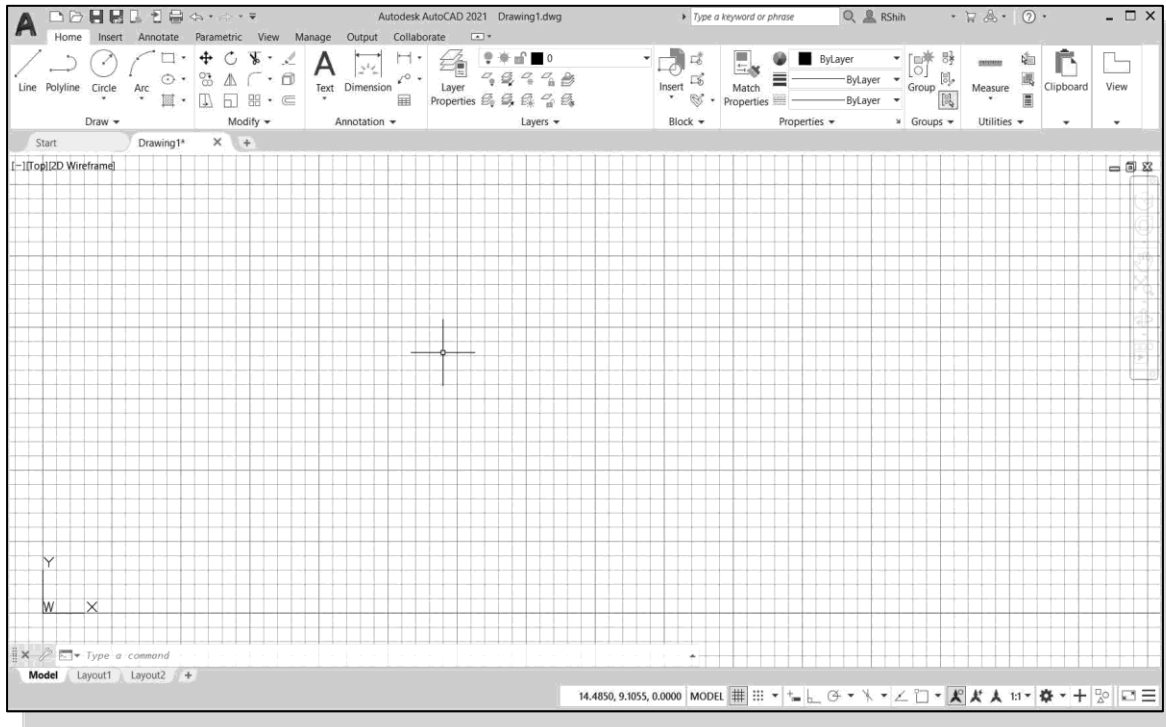 A Autodesk AutoCAD 2021 Drawing1.dwg Type a keyword or phrase RShih
Home Insert Annotate Parametric View Manage Output Collaborate
0 ByLayer
ByLayer
Line Polyline Circle Arc A Text Dimension Layer Properties Insert Match Properties ByLayer Group Measure Clipboard View
Draw Modify Annotation Layers Block Properties Groups Utilities
Start Drawing1* +
[−][Top][2D Wireframe]
Y
W X
Type a command
Model Layout1 Layout2 +
14.4850, 9.1055, 0.0000 MODEL 1:1